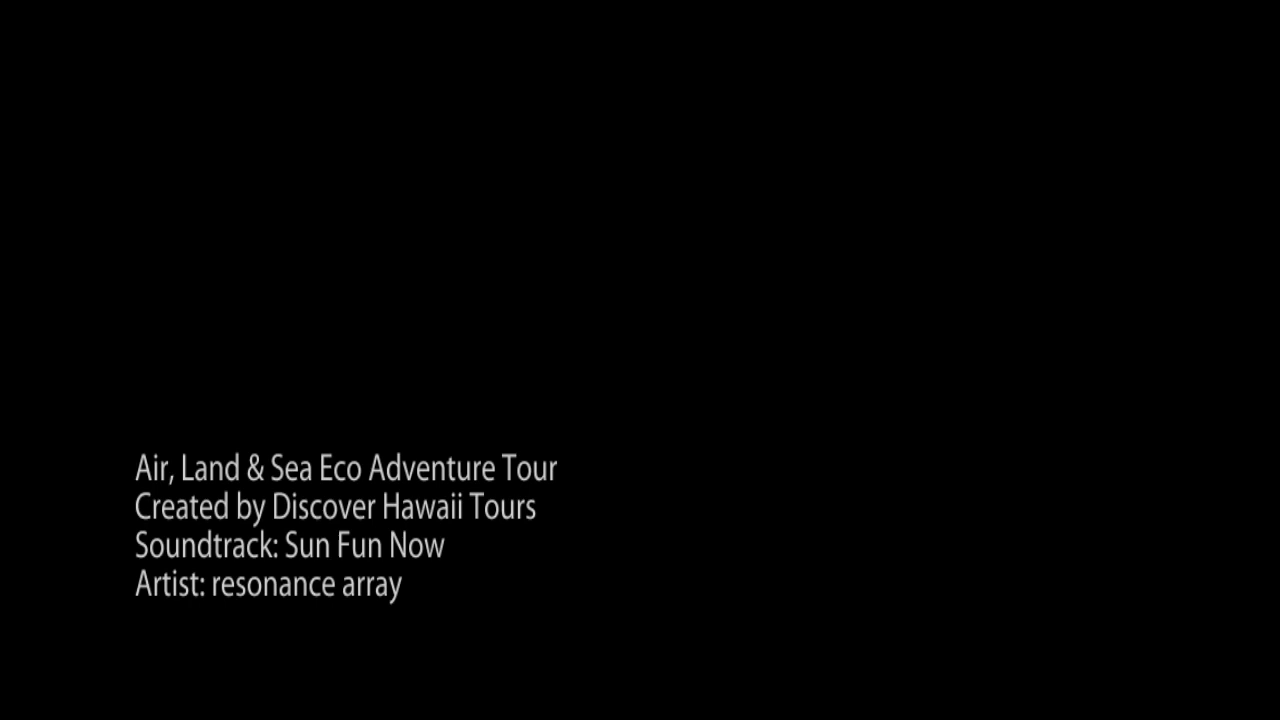 Air, Land & Sea Eco Adventure Tour
Created by Discover Hawaii Tours
Soundtrack: Sun Fun Now
Artist: resonance array